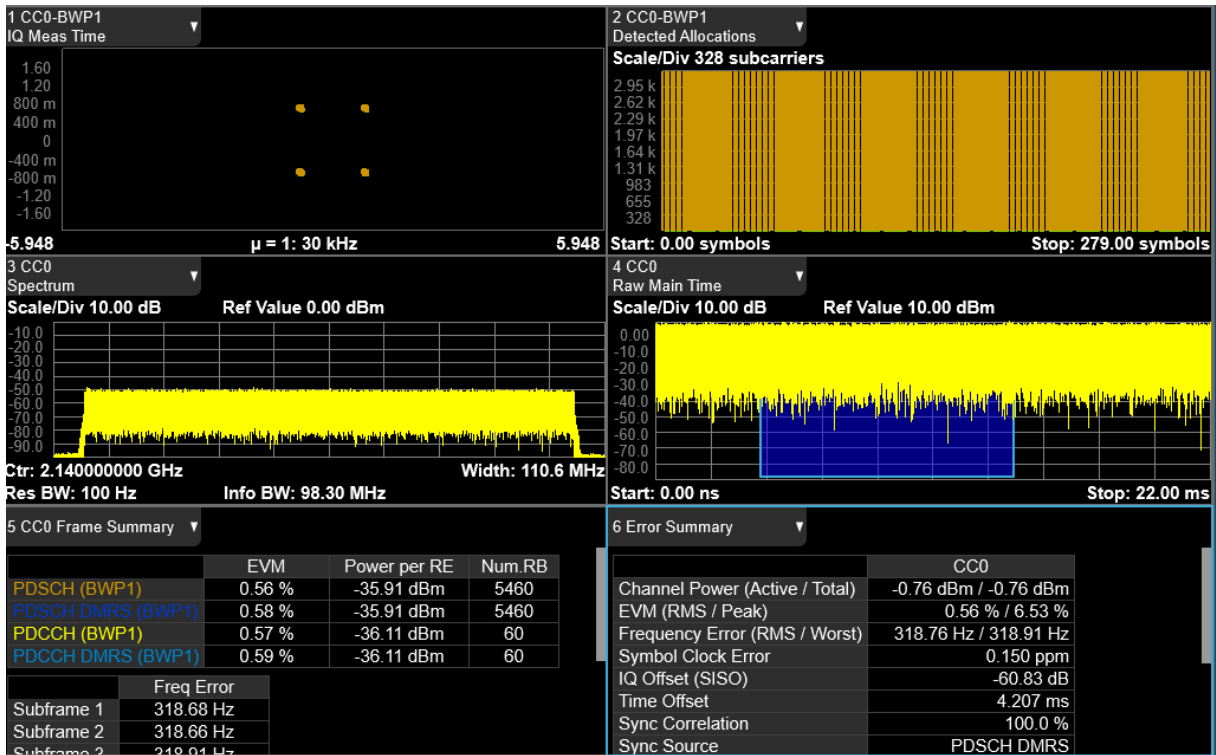 1 CC0-BWP1
IQ Meas Time
1.60
1.20
800 m
400 m
0
-400 m
-800 m
-1.20
-1.60
-5.948 µ = 1: 30 kHz 5.948
2 CC0-BWP1
Detected Allocations
Scale/Div 328 subcarriers
2.95 k
2.62 k
2.29 k
1.97 k
1.64 k
1.31 k
983
655
328
Start: 0.00 symbols Stop: 279.00 symbols
3 CC0
Spectrum
Scale/Div 10.00 dB Ref Value 0.00 dBm
-10.0
-20.0
-30.0
-40.0
-50.0
-60.0
-70.0
-80.0
-90.0
Ctr: 2.140000000 GHz Width: 110.6 MHz
Res BW: 100 Hz Info BW: 98.30 MHz
4 CC0
Raw Main Time
Scale/Div 10.00 dB Ref Value 10.00 dBm
0.00
-10.0
-20.0
-30.0
-40.0
-50.0
-60.0
-70.0
-80.0
Start: 0.00 ns Stop: 22.00 ms
5 CC0 Frame Summary
EVM Power per RE Num.RB
PDSCH (BWP1) 0.56 % -35.91 dBm 5460
PDSCH DMRS (BWP1) 0.58 % -35.91 dBm 5460
PDCCH (BWP1) 0.57 % -36.11 dBm 60
PDCCH DMRS (BWP1) 0.59 % -36.11 dBm 60
Freq Error
Subframe 1 318.68 Hz
Subframe 2 318.66 Hz
Subframe 3 318.91 Hz
6 Error Summary
CC0
Channel Power (Active / Total) -0.76 dBm / -0.76 dBm
EVM (RMS / Peak) 0.56 % / 6.53 %
Frequency Error (RMS / Worst) 318.76 Hz / 318.91 Hz
Symbol Clock Error 0.150 ppm
IQ Offset (SISO) -60.83 dB
Time Offset 4.207 ms
Sync Correlation 100.0 %
Sync Source PDSCH DMRS